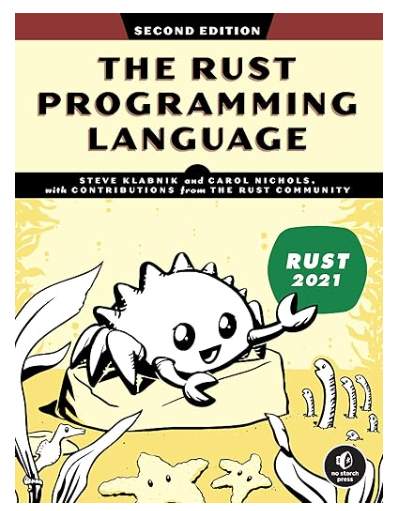 SECOND EDITION
THE RUST
PROGRAMMING
LANGUAGE
STEVE KLABNIK and CAROL NICHOLS,
with CONTRIBUTIONS from THE RUST COMMUNITY
RUST
2021
no starch
press